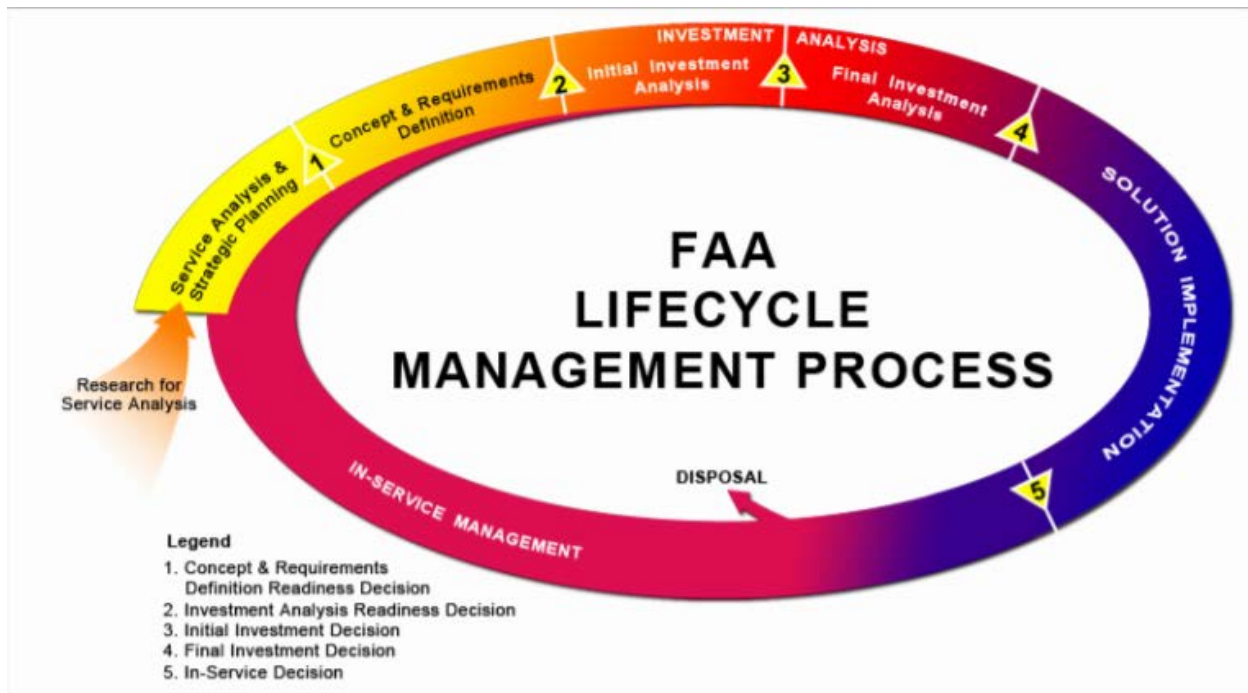 INVESTMENT ANALYSIS
Initial Investment
Analysis
Final Investment
Analysis
Concept & Requirements
Definition
Service Analysis &
Strategic Planning
1
2
3
4
5
SOLUTION IMPLEMENTATION
FAA
LIFECYCLE
MANAGEMENT PROCESS
Research for
Service Analysis
DISPOSAL
IN-SERVICE MANAGEMENT
Legend
1. Concept & Requirements
Definition Readiness Decision
2. Investment Analysis Readiness Decision
3. Initial Investment Decision
4. Final Investment Decision
5. In-Service Decision